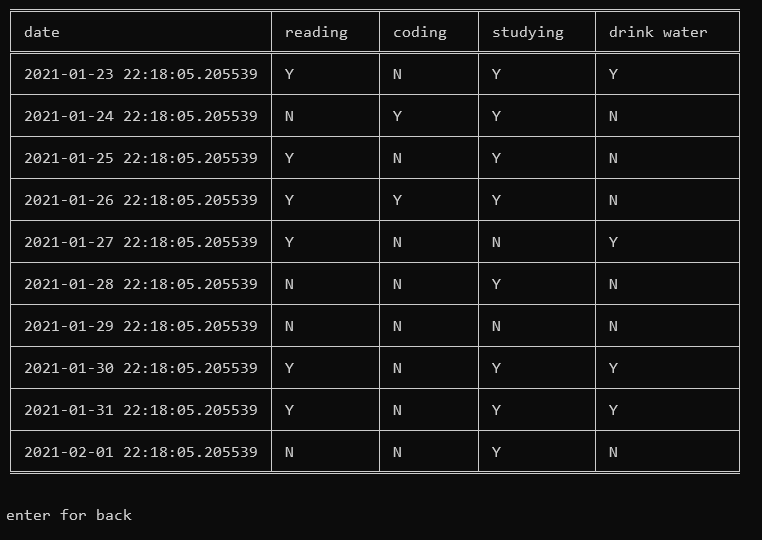 date reading coding studying drink water
2021-01-23 22:18:05.205539 Y N Y Y
2021-01-24 22:18:05.205539 N Y Y N
2021-01-25 22:18:05.205539 Y N Y N
2021-01-26 22:18:05.205539 Y Y Y N
2021-01-27 22:18:05.205539 Y N N Y
2021-01-28 22:18:05.205539 N N Y N
2021-01-29 22:18:05.205539 N N N N
2021-01-30 22:18:05.205539 Y N Y Y
2021-01-31 22:18:05.205539 Y N Y Y
2021-02-01 22:18:05.205539 N N Y N
enter for back